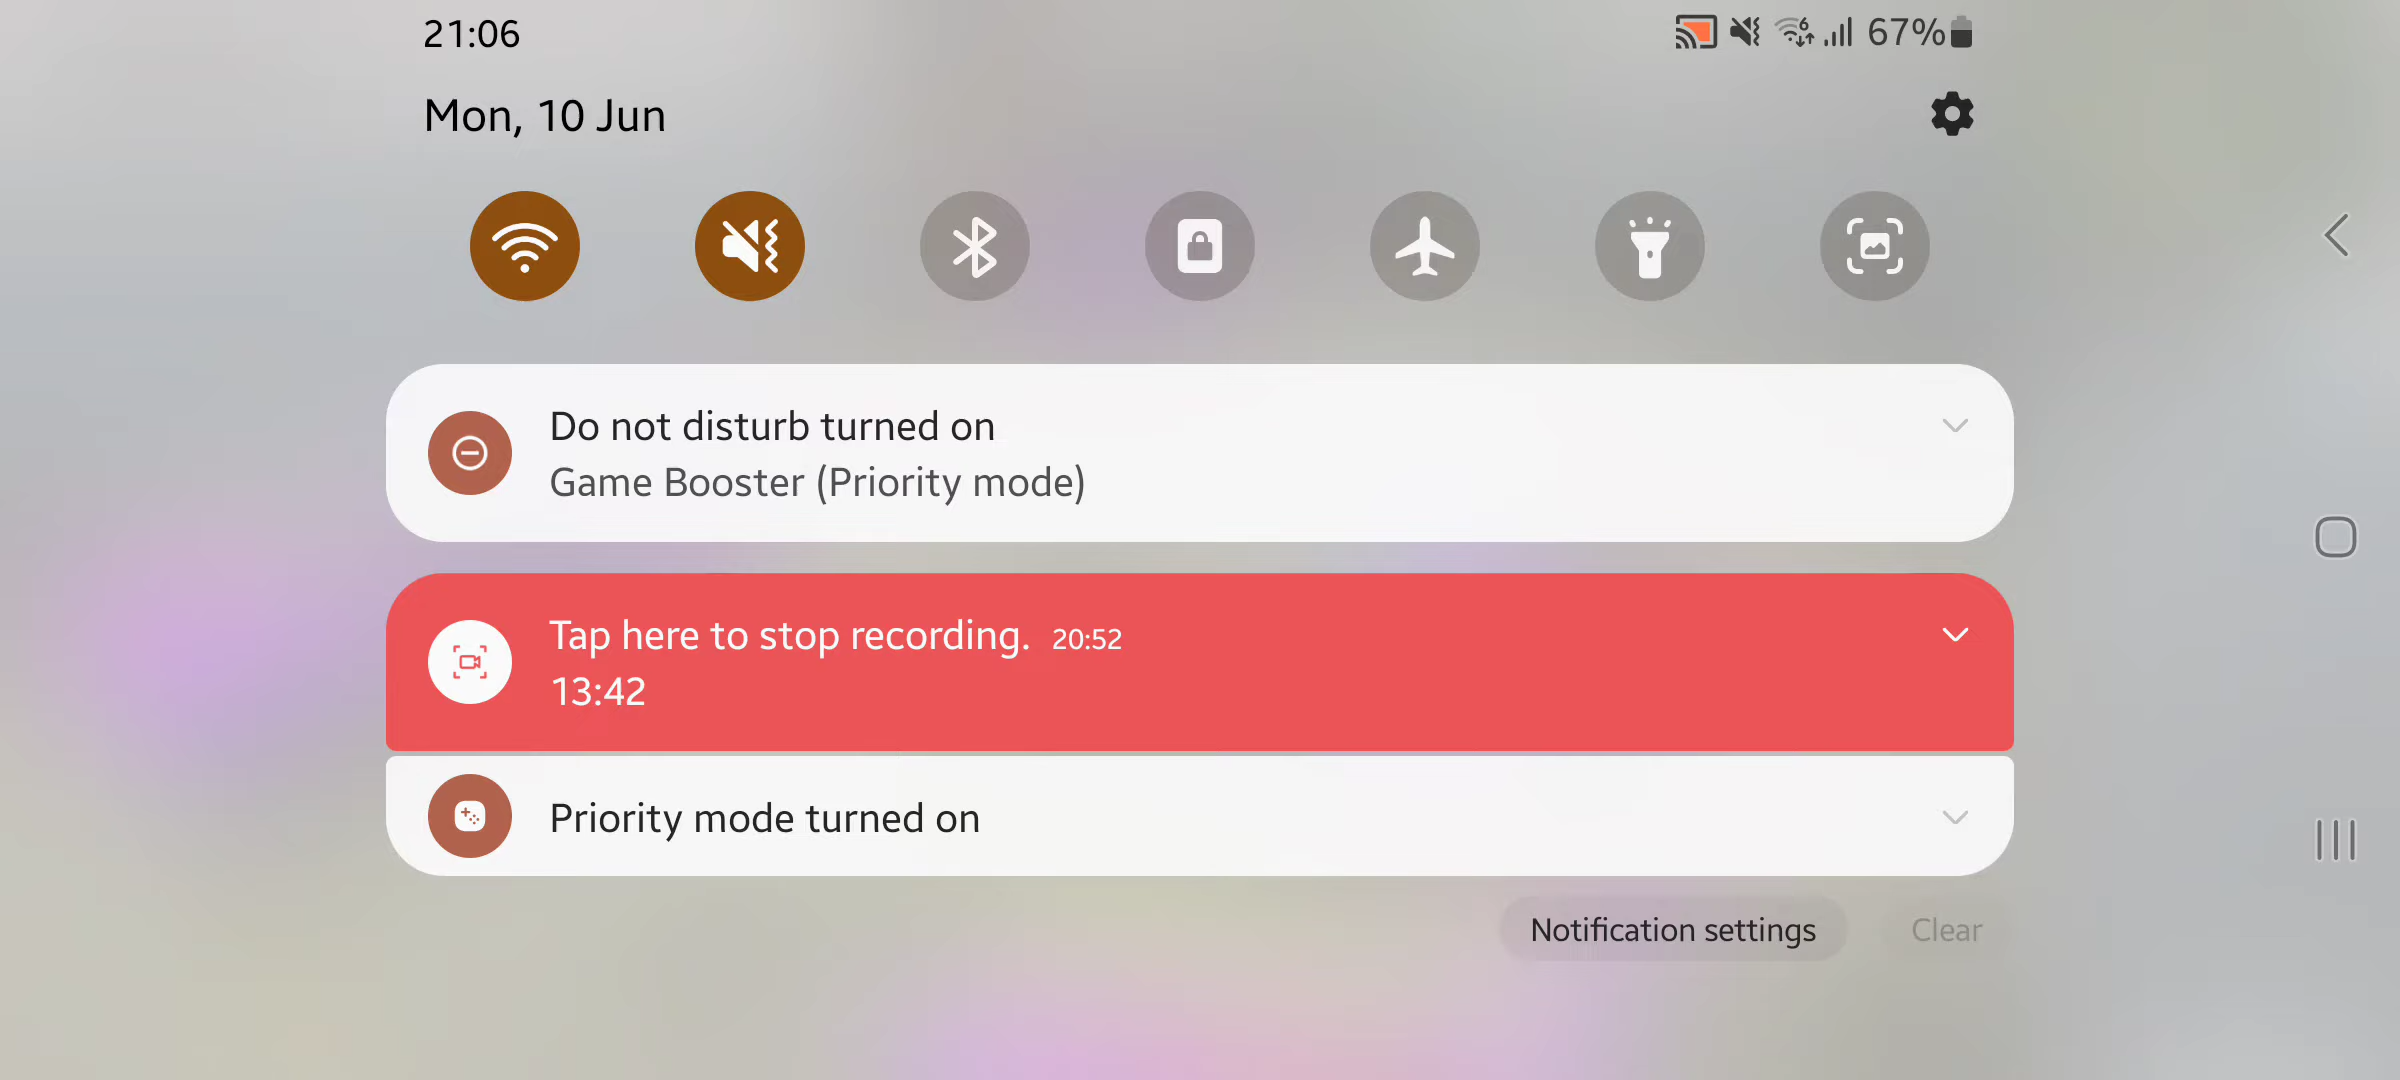 21:06
67%
Mon, 10 Jun
Do not disturb turned on
Game Booster (Priority mode)
Tap here to stop recording. 20:52
13:42
Priority mode turned on
Notification settings
Clear